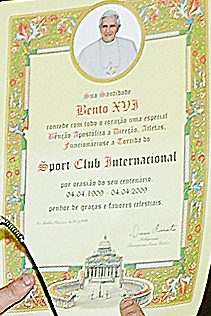 Sua Santidade
Bento XVI
concede com todo o coração uma especial
Bênção Apostólica a Direção, Atletas,
Funcionários e a Torcida do
Sport Club Internacional
por ocasião do seu centenário
04.04.1909 - 04.04.2009
penhor de graças e favores celestiais.